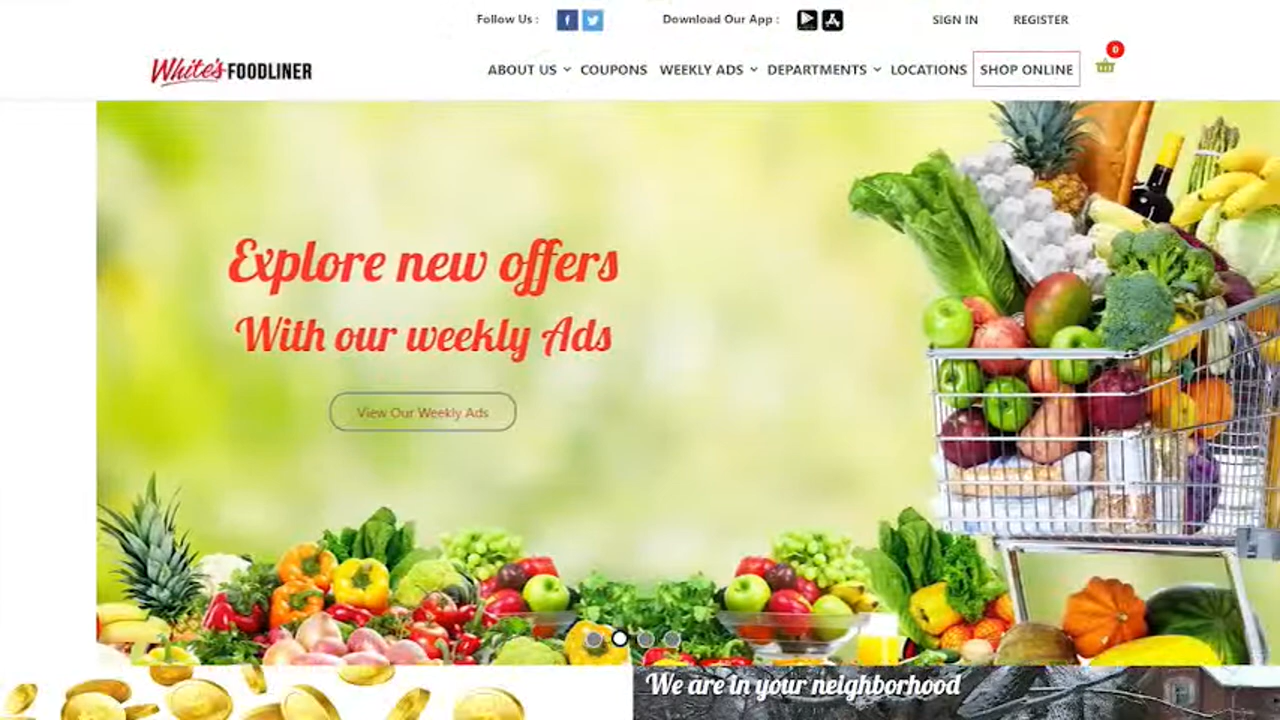 Follow Us :
Download Our App :
SIGN IN
REGISTER
White's FOODLINER
ABOUT US
COUPONS
WEEKLY ADS
DEPARTMENTS
LOCATIONS
SHOP ONLINE
0
Explore new offers
With our weekly Ads
View Our Weekly Ads
We are in your neighborhood